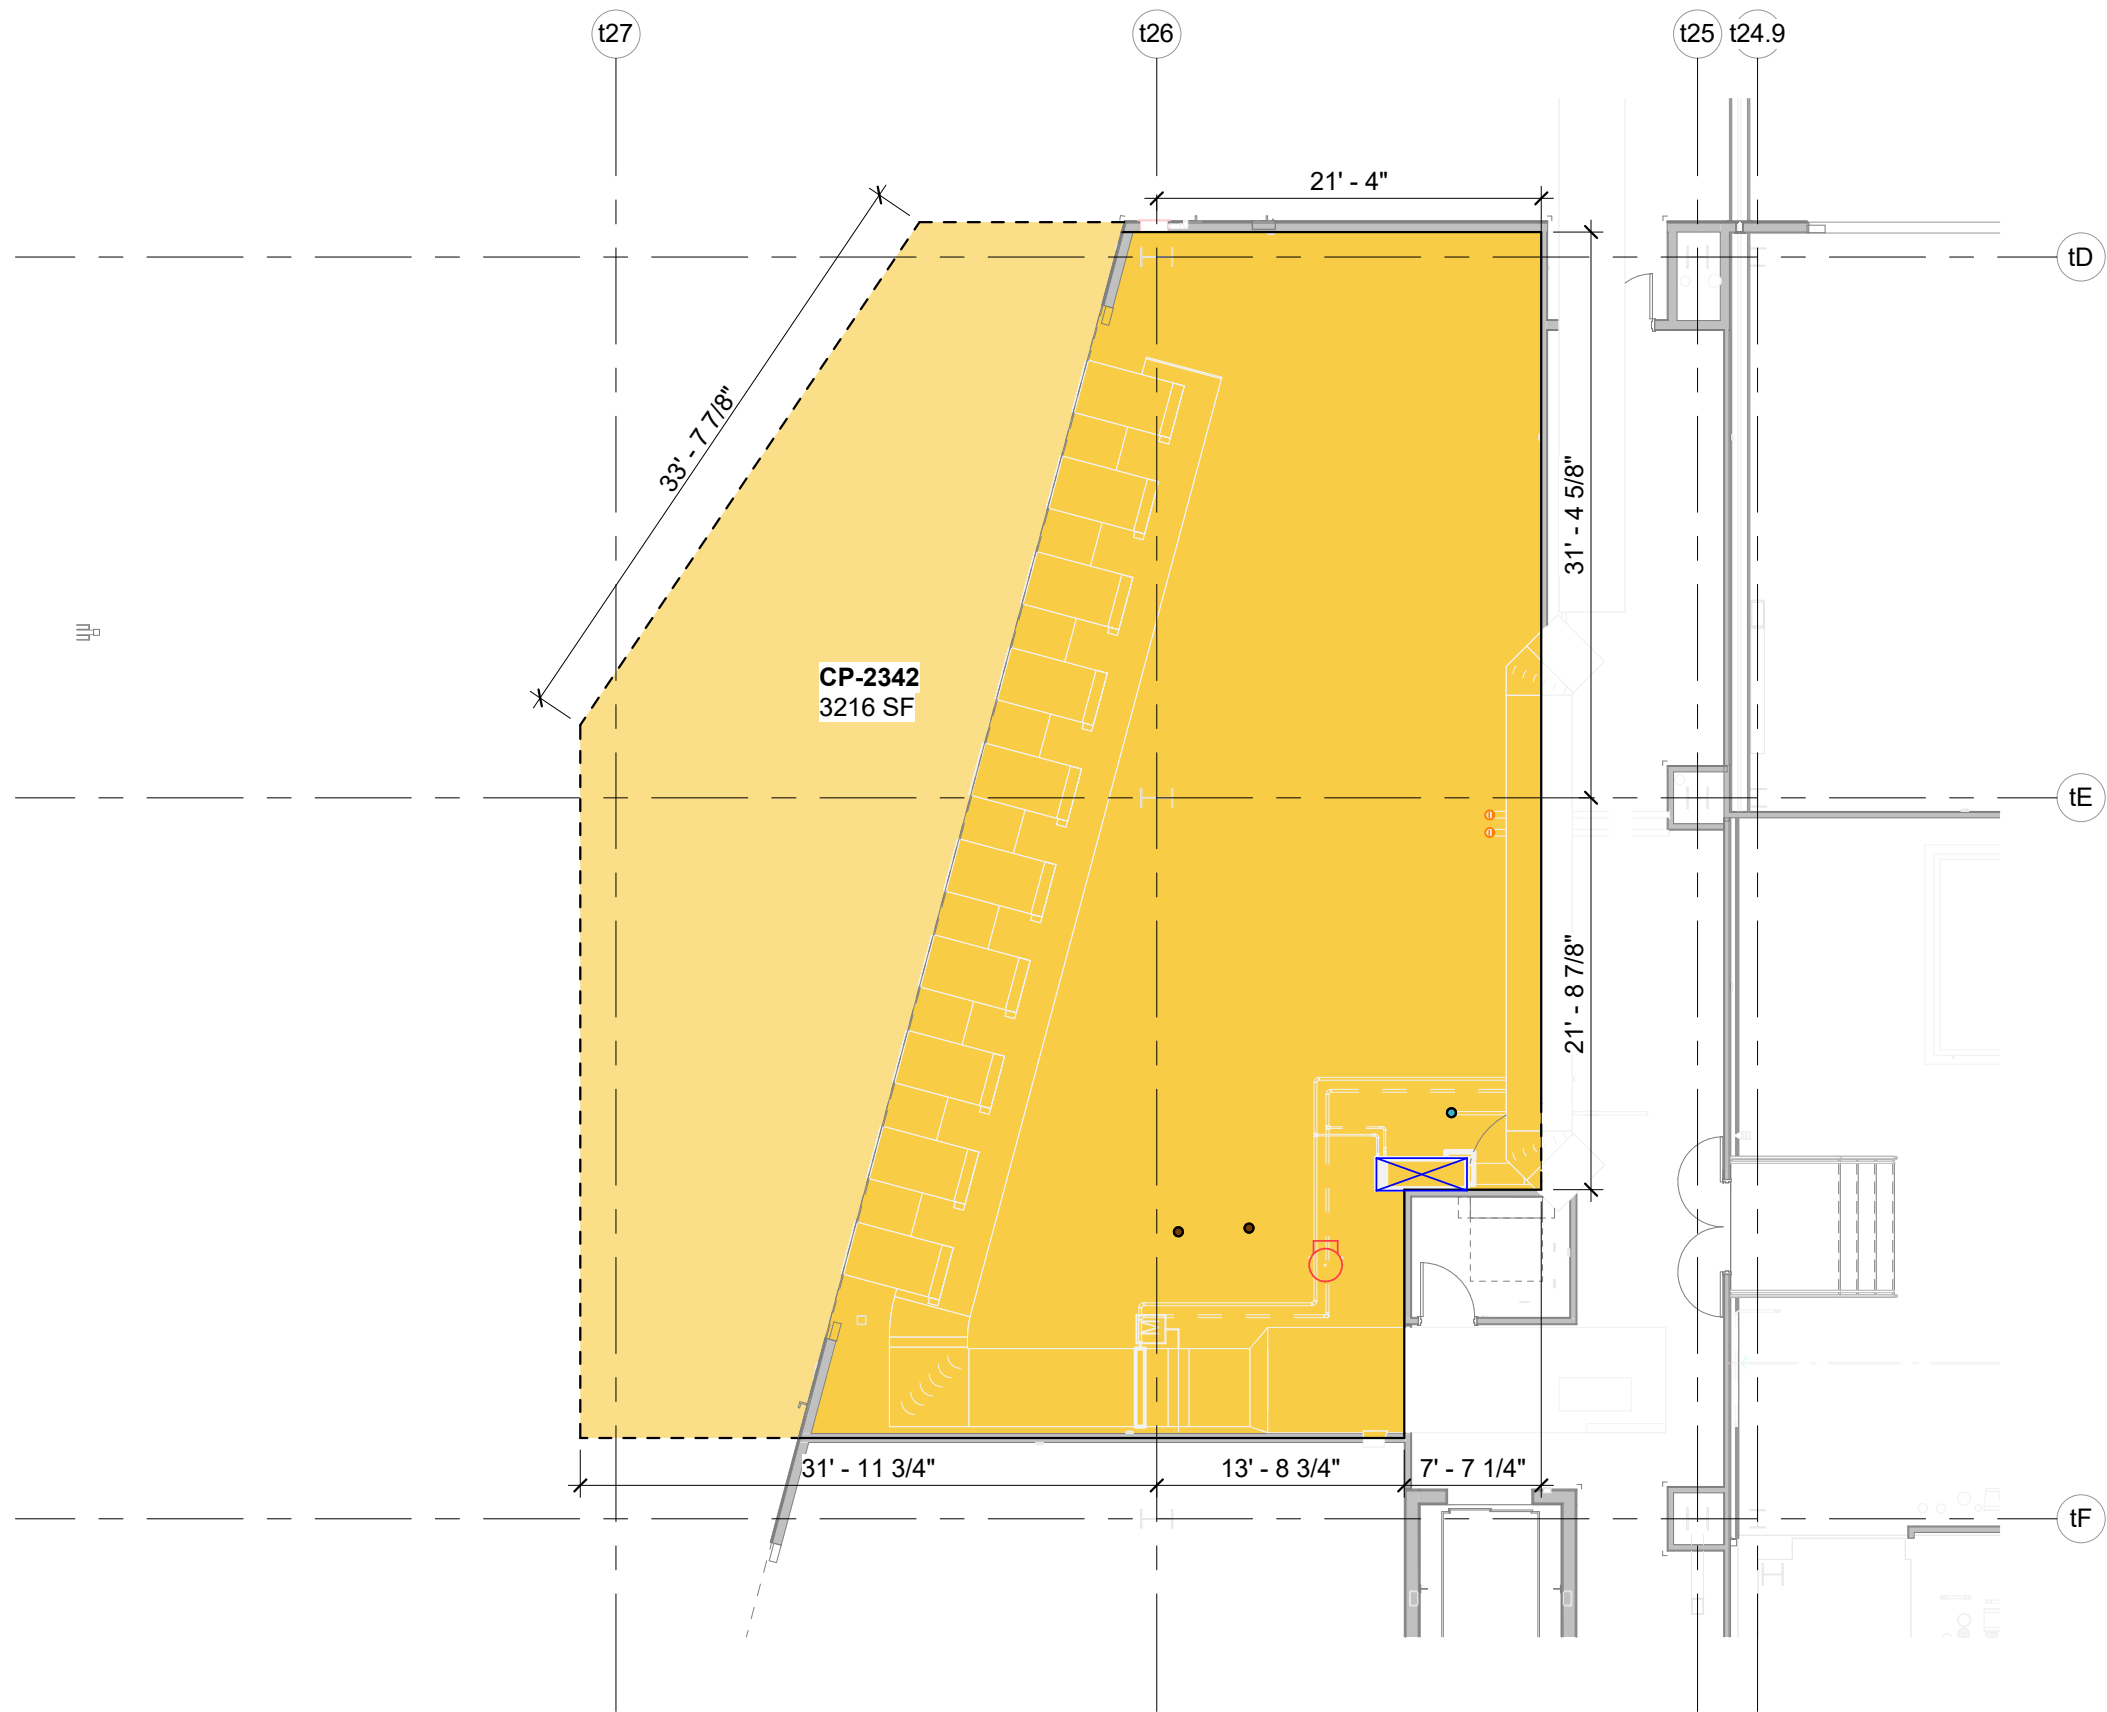 t27
t26
t25
t24.9
21' - 4"
tD
33' - 7 7/8"
31' - 4 5/8"
CP-2342
3216 SF
tE
21' - 8 7/8"
M
31' - 11 3/4"
13' - 8 3/4"
7' - 7 1/4"
tF